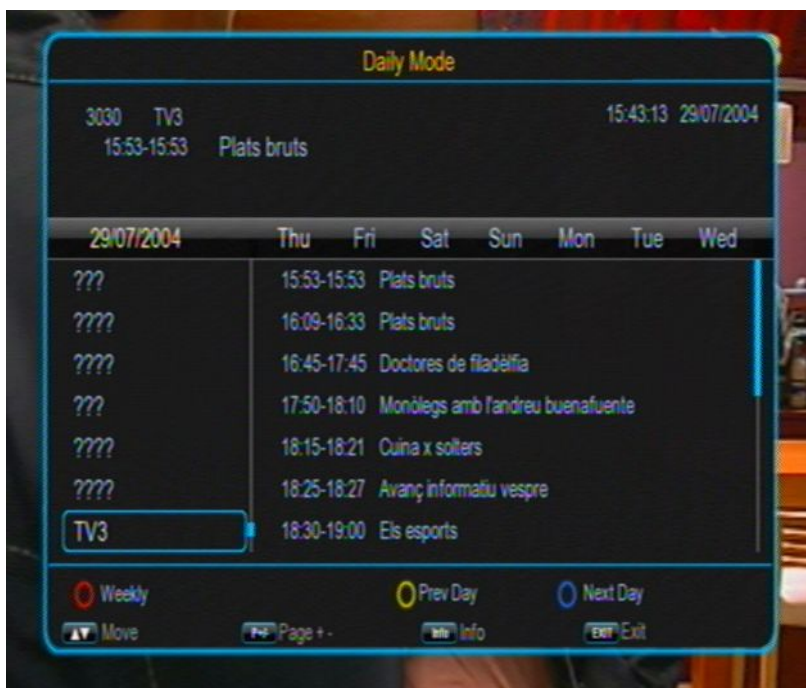 Daily Mode
3030 TV3 15:43:13 29/07/2004
15:53-15:53 Plats bruts
29/07/2004 Thu Fri Sat Sun Mon Tue Wed
??? 15:53-15:53 Plats bruts
???? 16:09-16:33 Plats bruts
???? 16:45-17:45 Doctores de filadèlfia
??? 17:50-18:10 Monòlegs amb l'andreu buenafuente
???? 18:15-18:21 Cuina x solters
???? 18:25-18:27 Avanç informatiu vespre
TV3 18:30-19:00 Els esports
Weekly Prev Day Next Day
▲▼ Move P+/- Page + - Info Info EXIT Exit